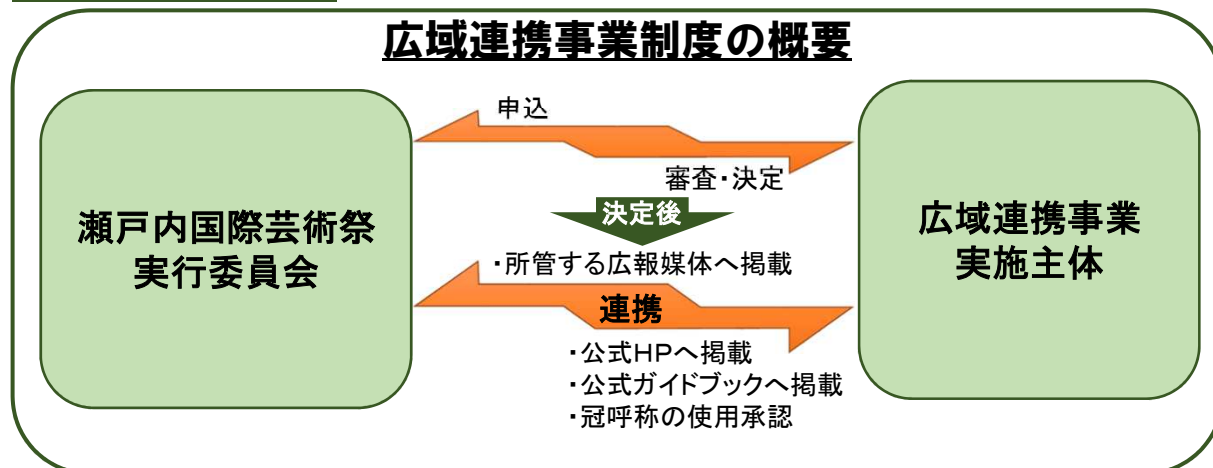 広域連携事業制度の概要
瀬戸内国際芸術祭
実行委員会
申込
審査・決定
決定後
・所管する広報媒体へ掲載
連携
・公式HPへ掲載
・公式ガイドブックへ掲載
・冠呼称の使用承認
広域連携事業
実施主体